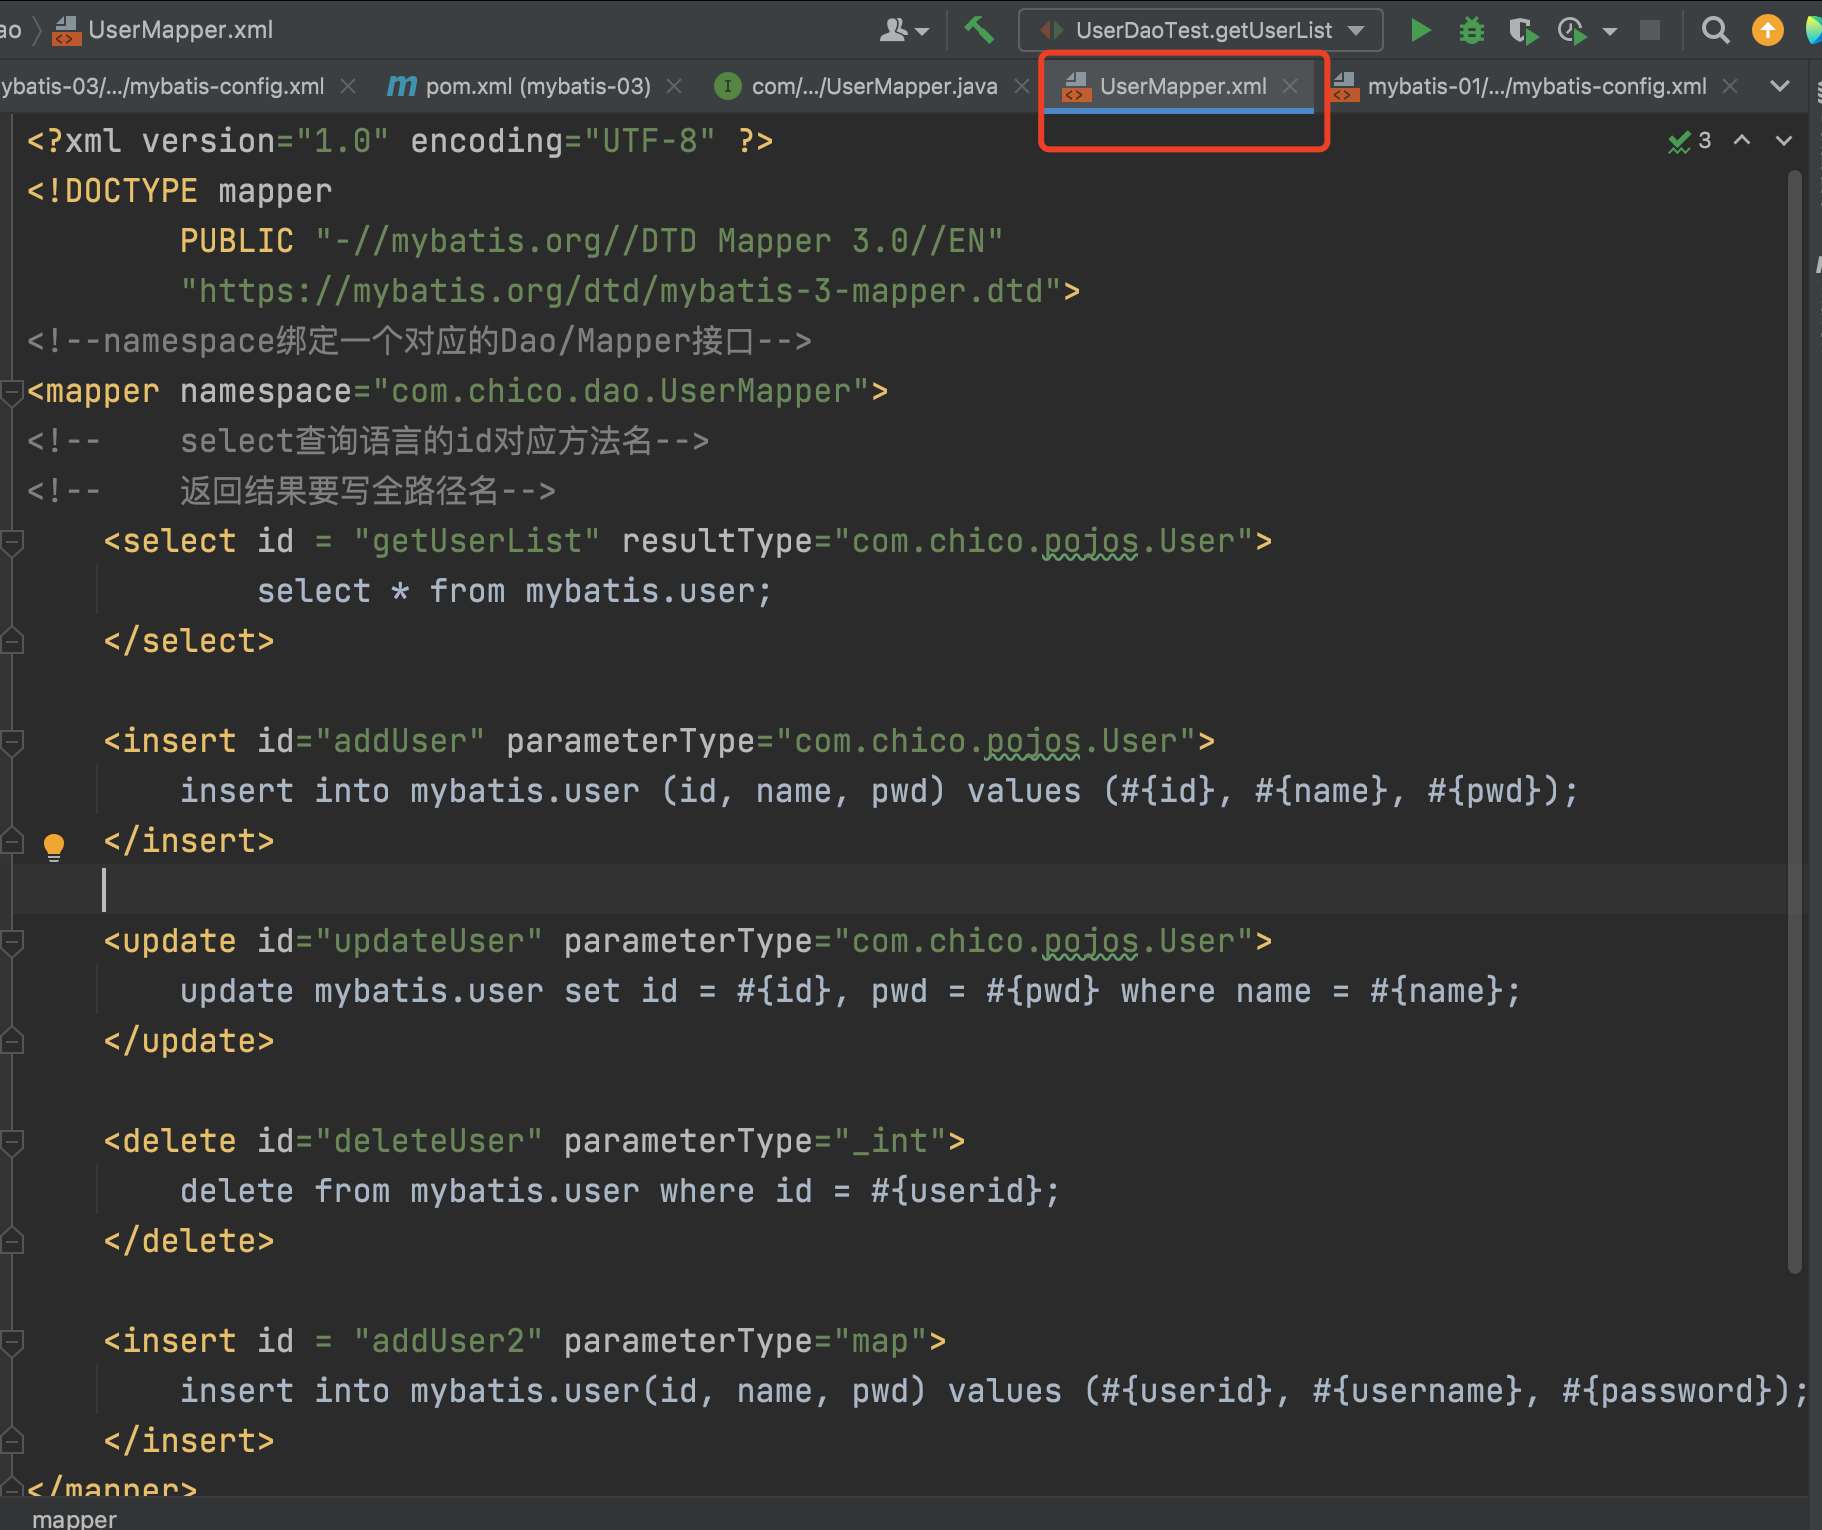 ao UserMapper.xml UserDaoTest.getUserList
ybatis-03/.../mybatis-config.xml m pom.xml (mybatis-03) I com/.../UserMapper.java UserMapper.xml mybatis-01/.../mybatis-config.xml
<?xml version="1.0" encoding="UTF-8" ?> 3
<!DOCTYPE mapper
PUBLIC "-//mybatis.org//DTD Mapper 3.0//EN"
"https://mybatis.org/dtd/mybatis-3-mapper.dtd">
<!--namespace绑定一个对应的Dao/Mapper接口-->
<mapper namespace="com.chico.dao.UserMapper">
<!-- select查询语言的id对应方法名-->
<!-- 返回结果要写全路径名-->
<select id = "getUserList" resultType="com.chico.pojos.User">
select * from mybatis.user;
</select>
<insert id="addUser" parameterType="com.chico.pojos.User">
insert into mybatis.user (id, name, pwd) values (#{id}, #{name}, #{pwd});
</insert>
<update id="updateUser" parameterType="com.chico.pojos.User">
update mybatis.user set id = #{id}, pwd = #{pwd} where name = #{name};
</update>
<delete id="deleteUser" parameterType="_int">
delete from mybatis.user where id = #{userid};
</delete>
<insert id = "addUser2" parameterType="map">
insert into mybatis.user(id, name, pwd) values (#{userid}, #{username}, #{password});
</insert>
</mapper>
mapper